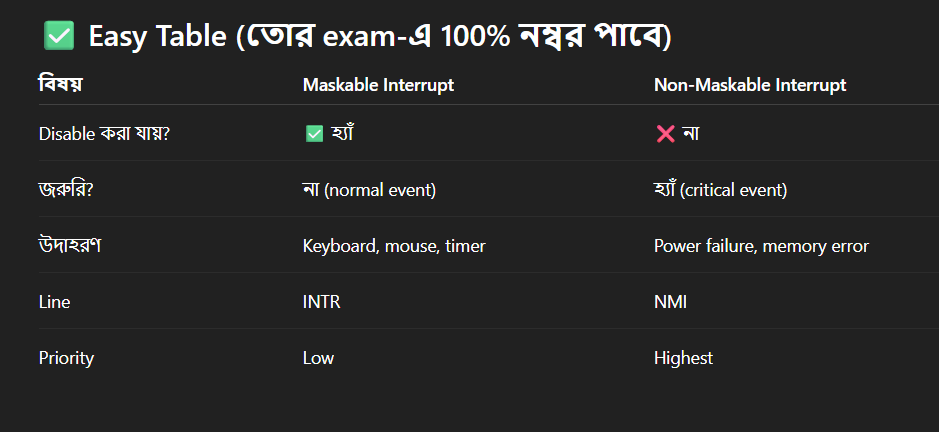 ✅ Easy Table (তোর exam-এ 100% নম্বর পাবে)
বিষয় Maskable Interrupt Non-Maskable Interrupt
Disable করা যায়? ✅ হ্যাঁ ❌ না
জরুরি? না (normal event) হ্যাঁ (critical event)
উদাহরণ Keyboard, mouse, timer Power failure, memory error
Line INTR NMI
Priority Low Highest